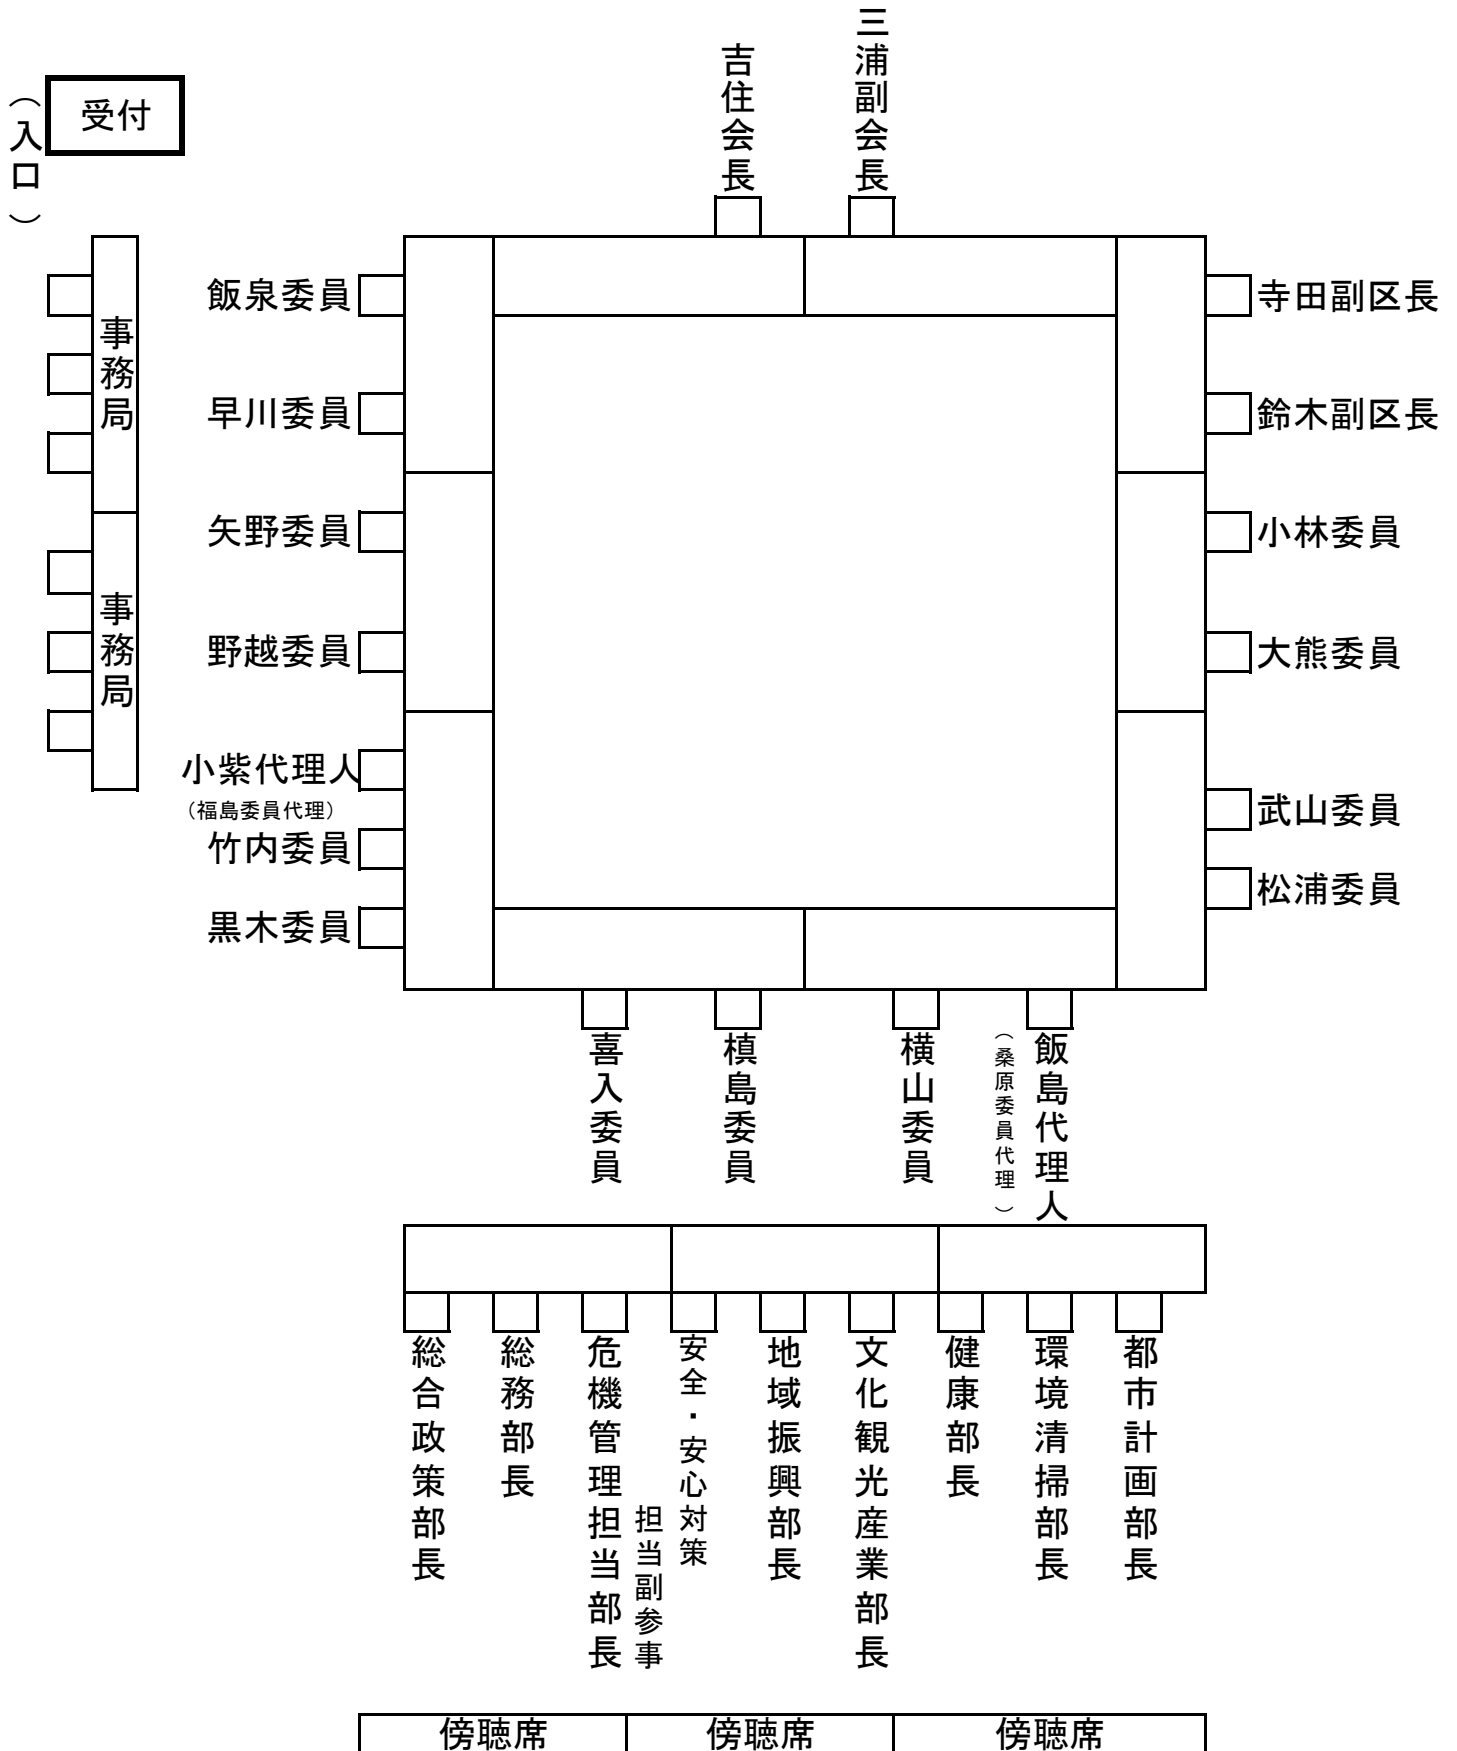 三浦副会長
吉住会長
受付
（入口）
飯泉委員
寺田副区長
事務局
早川委員
鈴木副区長
矢野委員
小林委員
事務局
野越委員
大熊委員
小紫代理人
（福島委員代理）
武山委員
竹内委員
松浦委員
黒木委員
喜入委員
槙島委員
横山委員
飯島代理人
（桑原委員代理）
総合政策部長
総務部長
危機管理担当部長
安全・安心対策
担当副参事
地域振興部長
文化観光産業部長
健康部長
環境清掃部長
都市計画部長
傍聴席
傍聴席
傍聴席